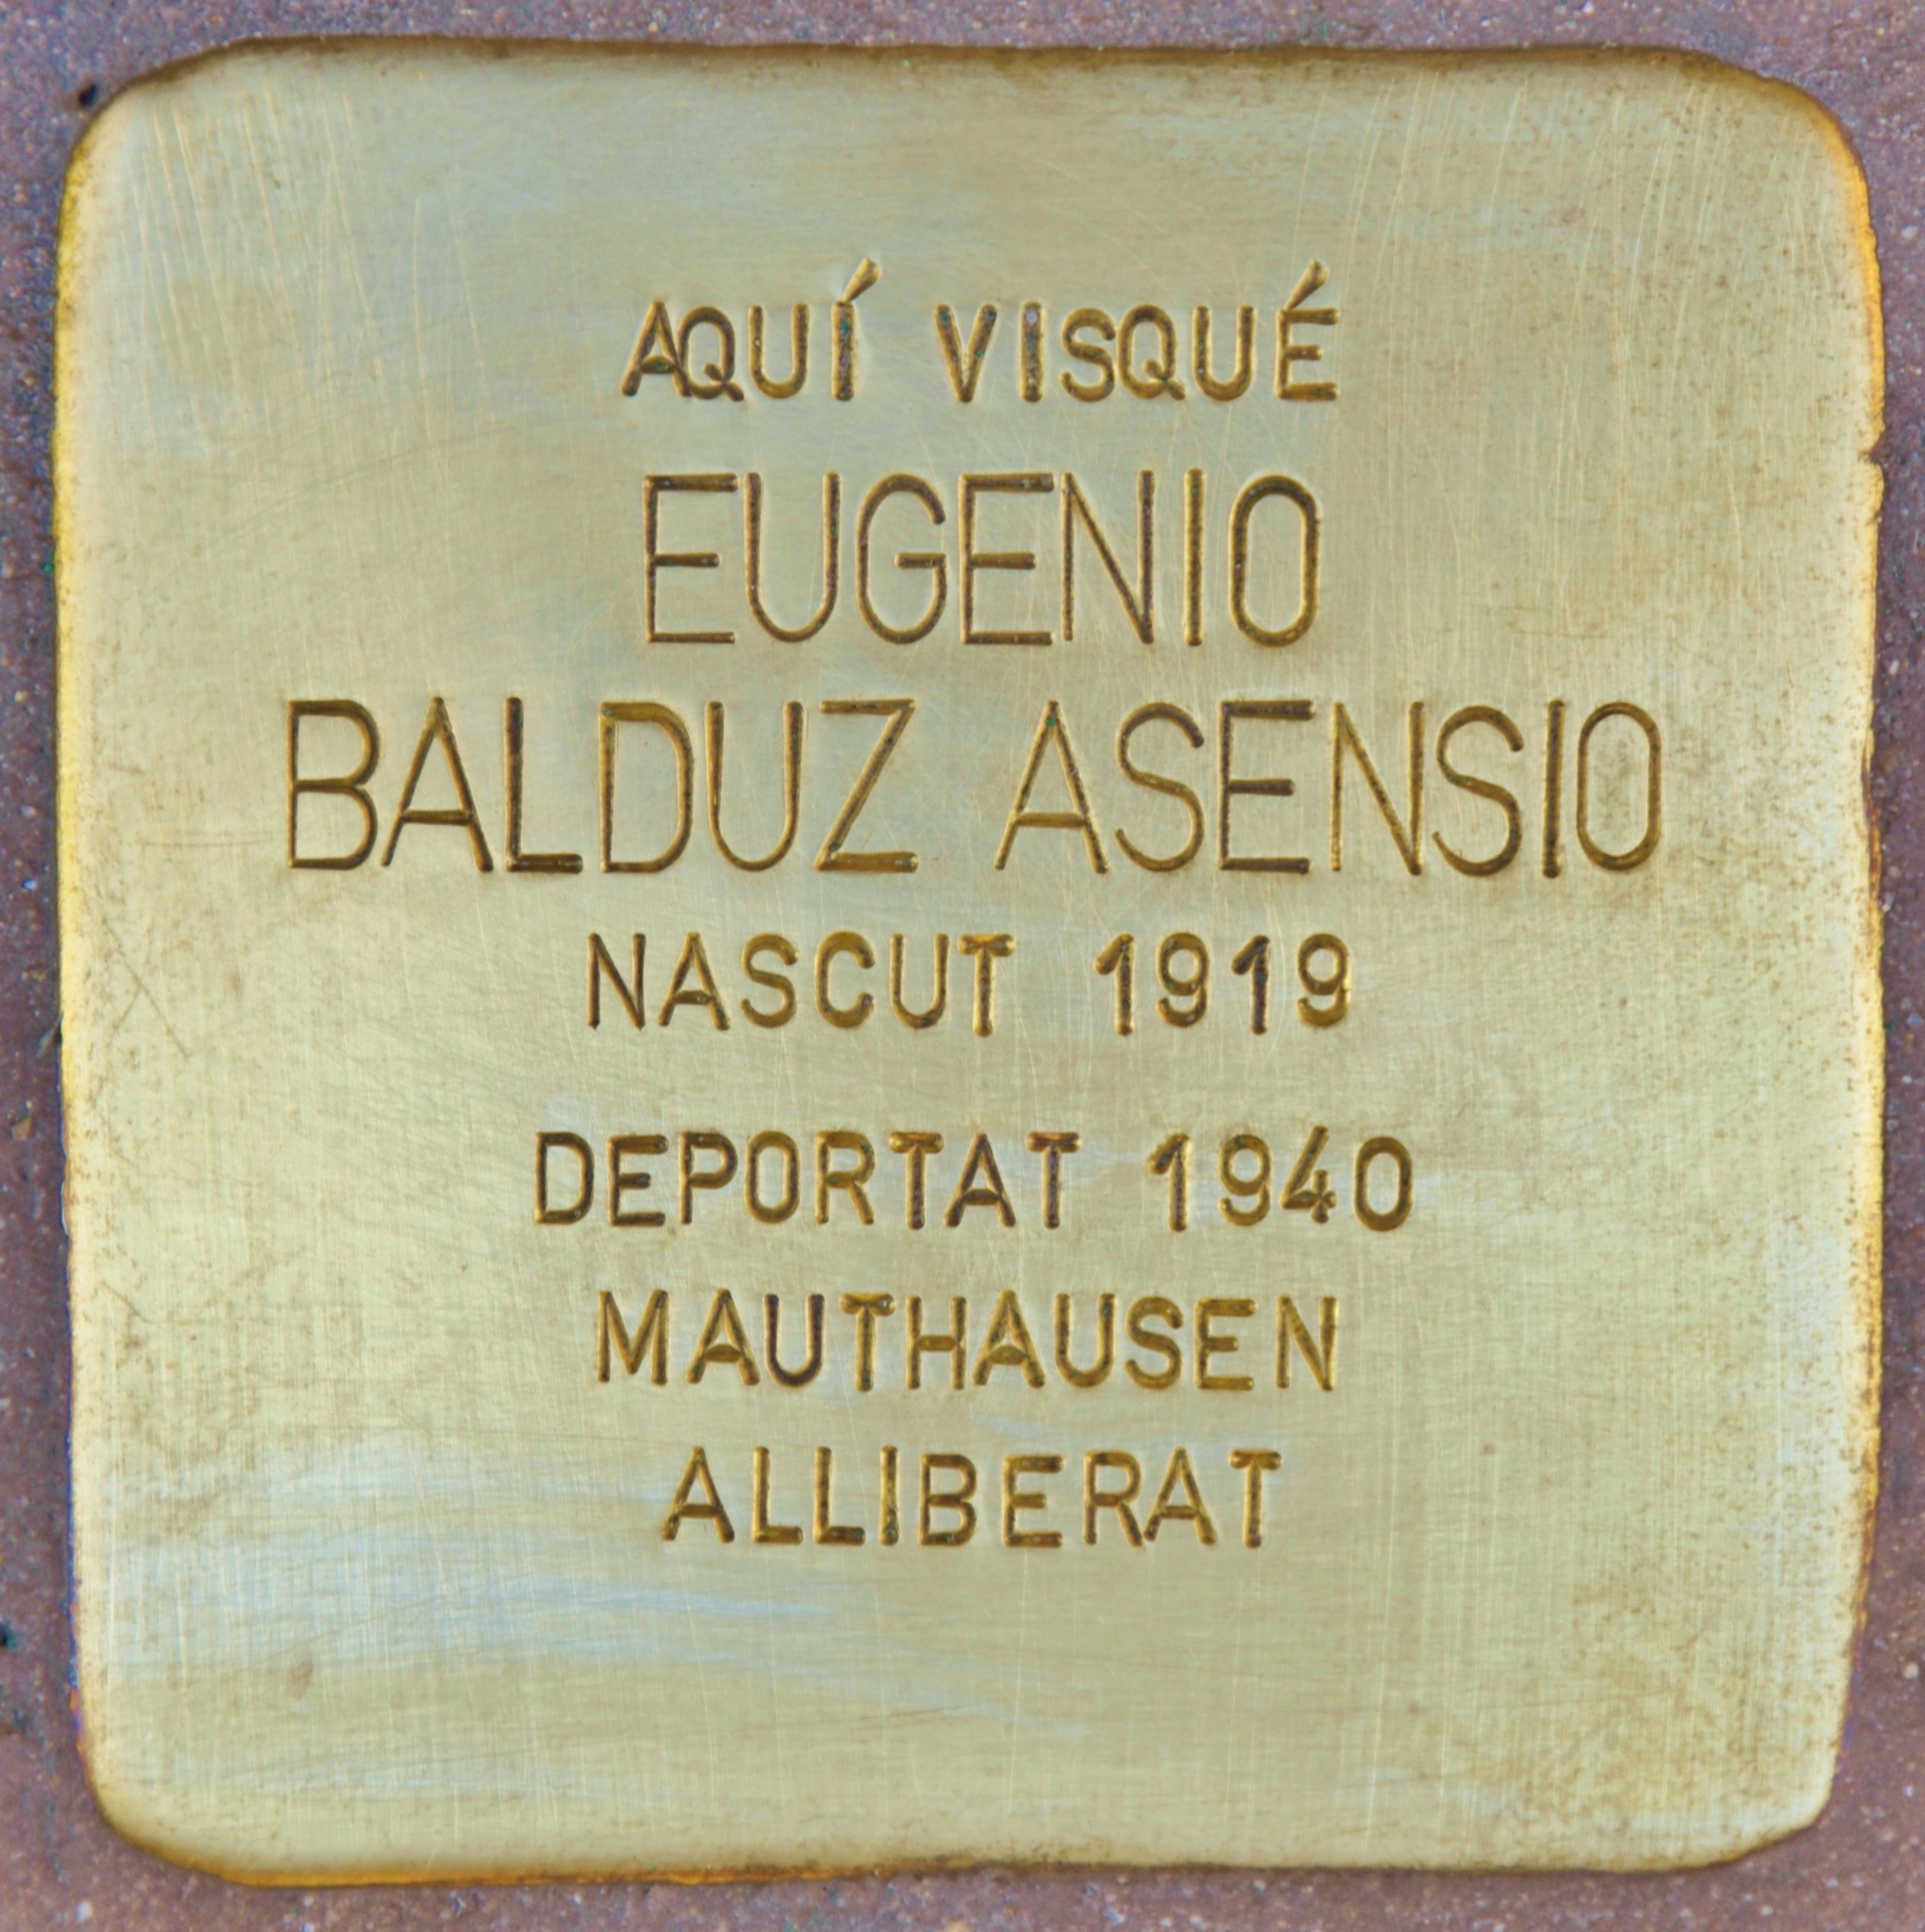 AQUÍ VISQUÉ
EUGENIO
BALDUZ ASENSIO
NASCUT 1919
DEPORTAT 1940
MAUTHAUSEN
ALLIBERAT